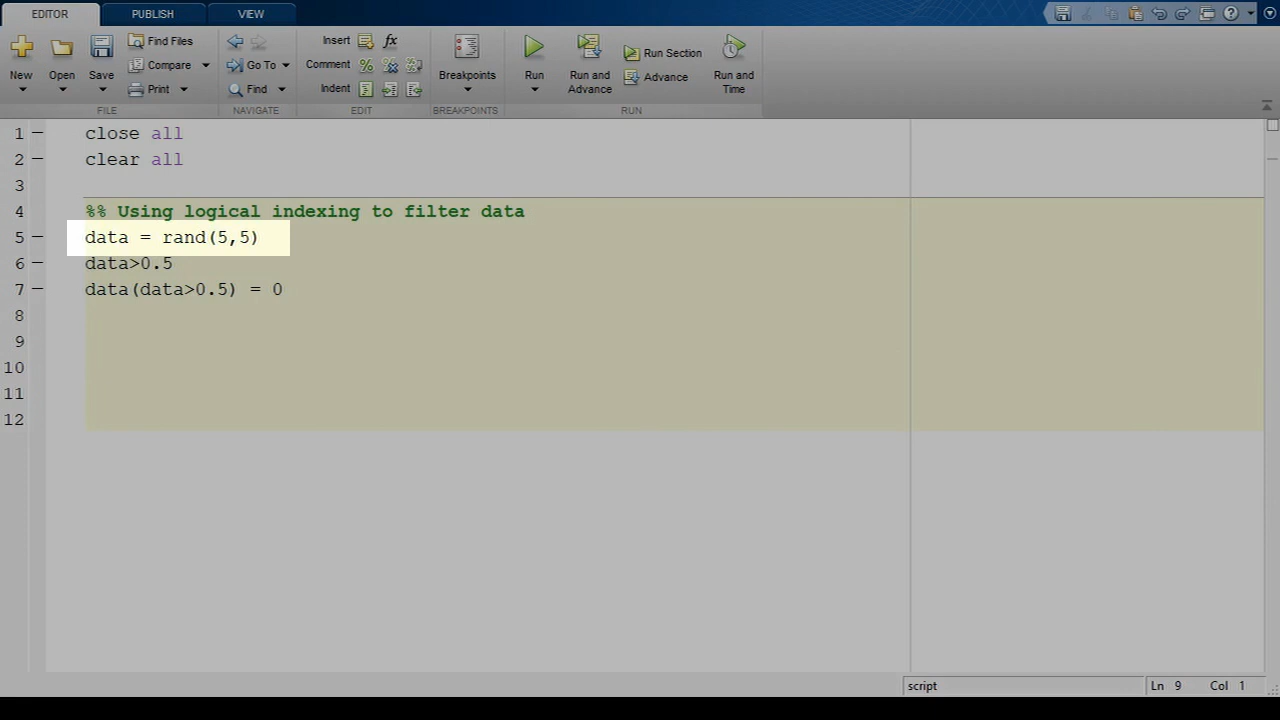 EDITOR PUBLISH VIEW
New
Open
Save
Find Files
Compare
Print
FILE
Go To
Find
NAVIGATE
Insert fx
Comment
Indent
EDIT
Breakpoints
BREAKPOINTS
Run
Run and Advance
Run Section
Advance
Run and Time
RUN
1 close all
2 clear all
3
4 %% Using logical indexing to filter data
5 data = rand(5,5)
6 data>0.5
7 data(data>0.5) = 0
8
9
10
11
12
script Ln 9 Col 1